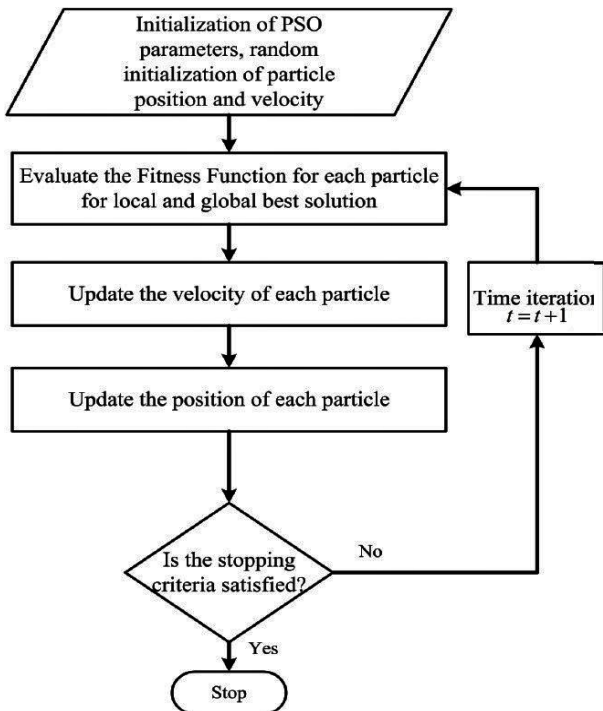 Initialization of PSO
parameters, random
initialization of particle
position and velocity
Evaluate the Fitness Function for each particle
for local and global best solution
Update the velocity of each particle
Time iteration
t = t+1
Update the position of each particle
Is the stopping
criteria satisfied?
No
Yes
Stop